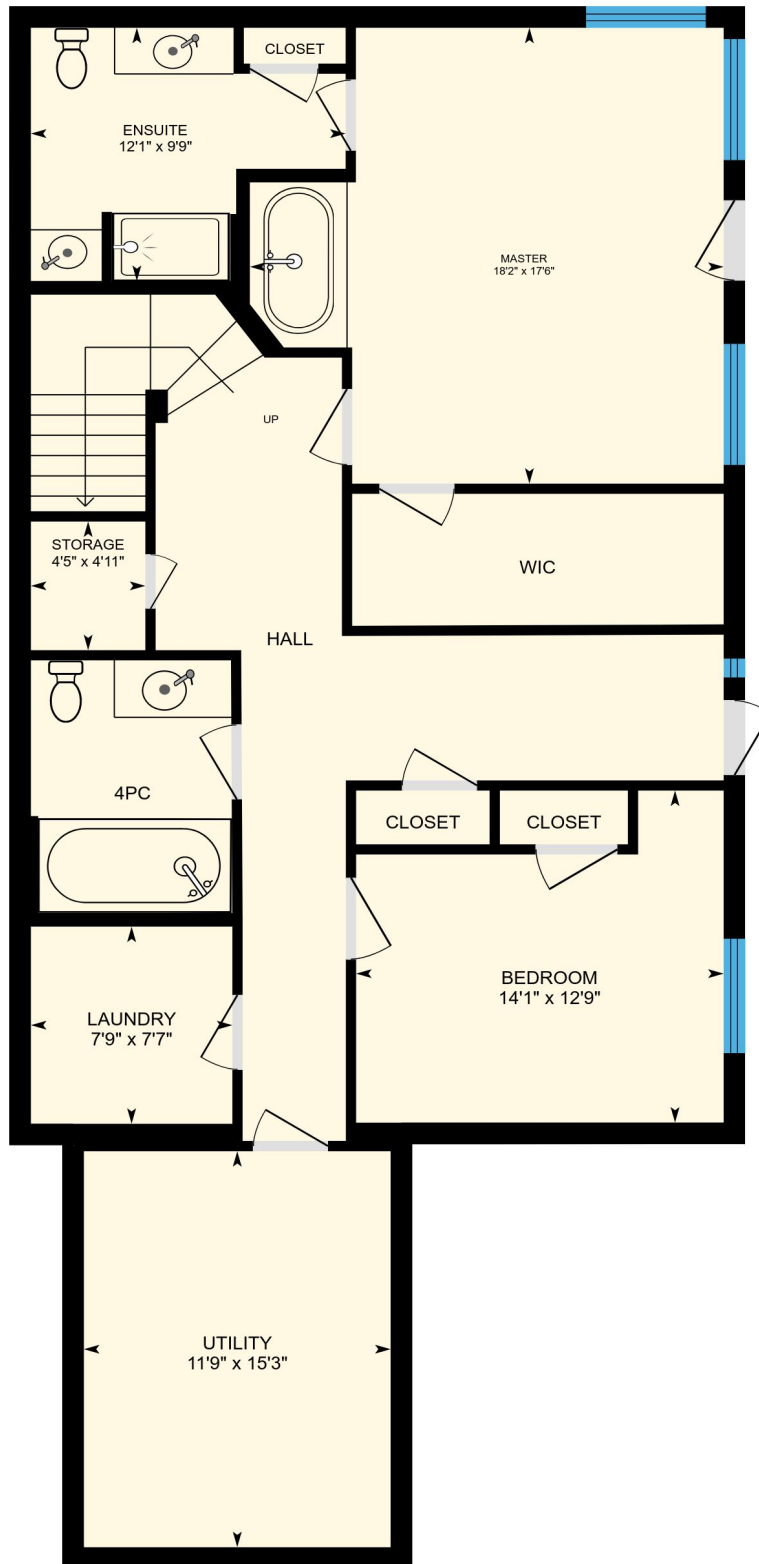 CLOSET
ENSUITE
12'1" x 9'9"
MASTER
18'2" x 17'6"
UP
STORAGE
4'5" x 4'11"
WIC
HALL
4PC
CLOSET
CLOSET
BEDROOM
14'1" x 12'9"
LAUNDRY
7'9" x 7'7"
UTILITY
11'9" x 15'3"